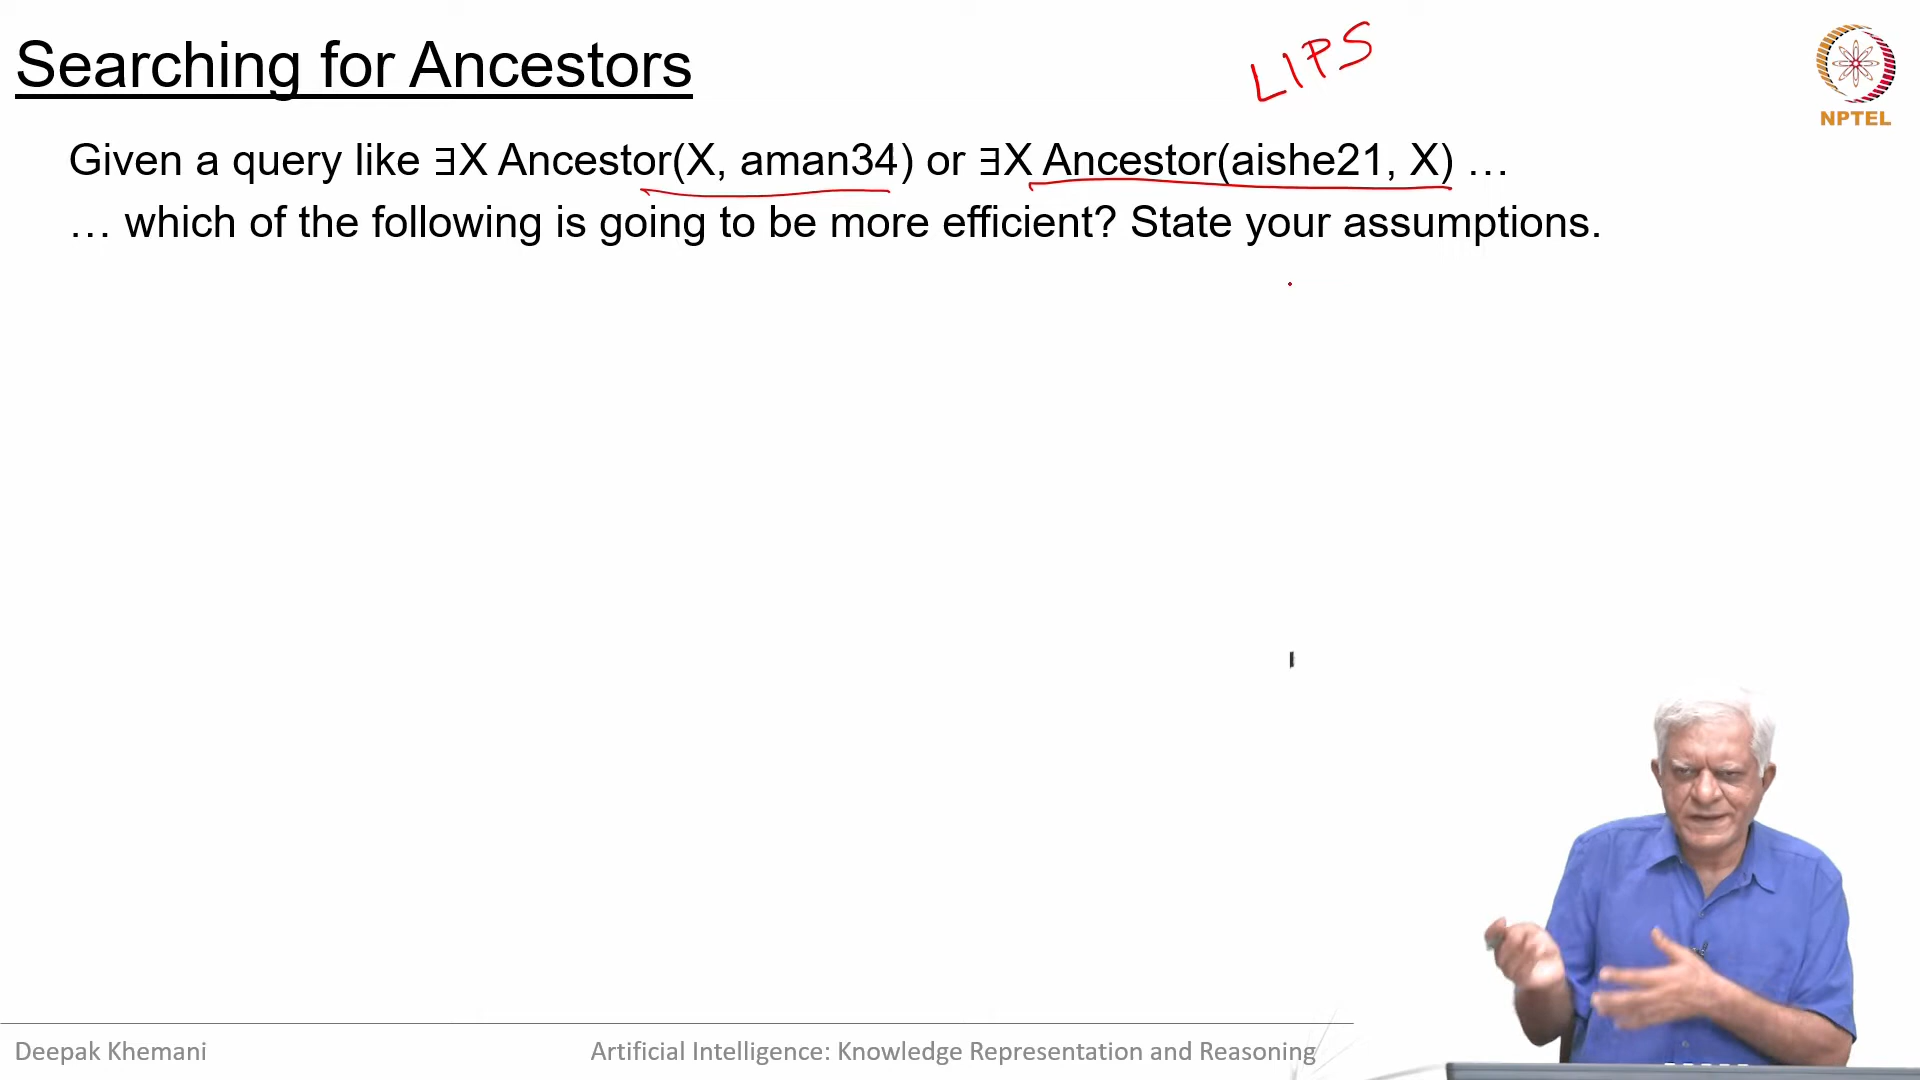 Searching for Ancestors
LIPS
NPTEL
Given a query like ∃X Ancestor(X, aman34) or ∃X Ancestor(aishe21, X) …
… which of the following is going to be more efficient? State your assumptions.
Deepak Khemani
Artificial Intelligence: Knowledge Representation and Reasoning